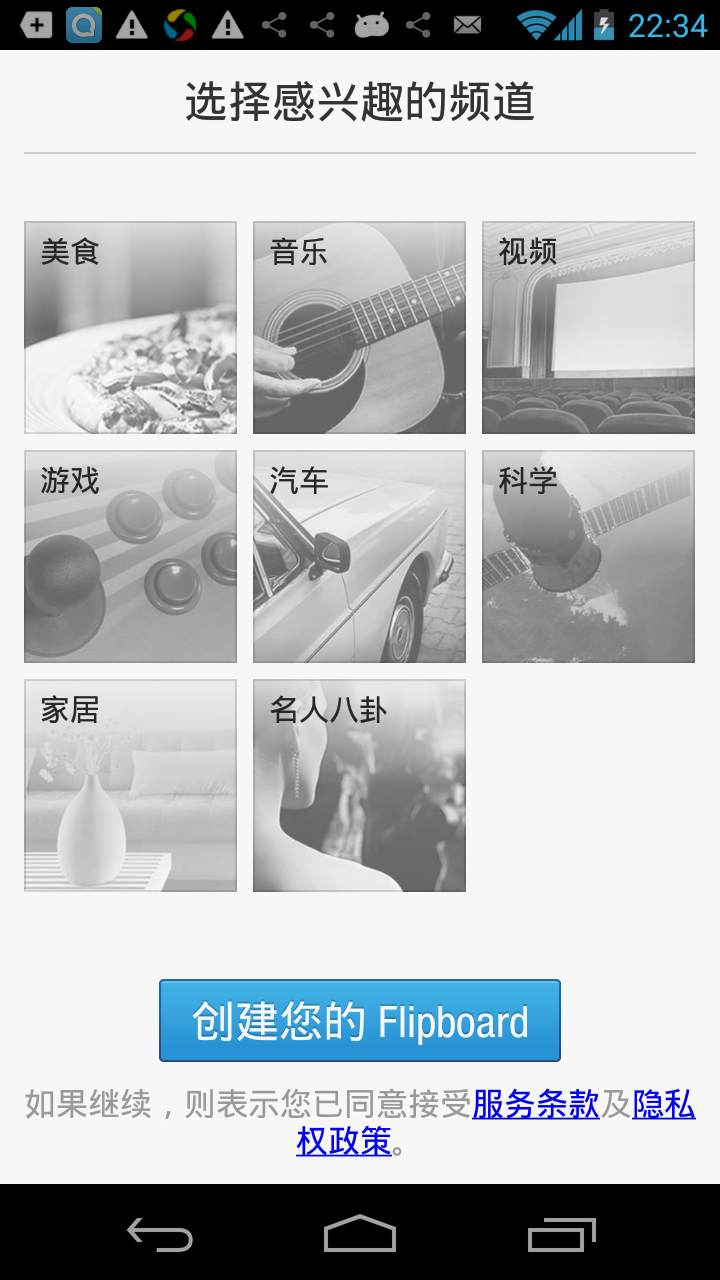 22:34
选择感兴趣的频道
美食
音乐
视频
游戏
汽车
科学
家居
名人八卦
创建您的 Flipboard
如果继续，则表示您已同意接受服务条款及隐私
权政策。